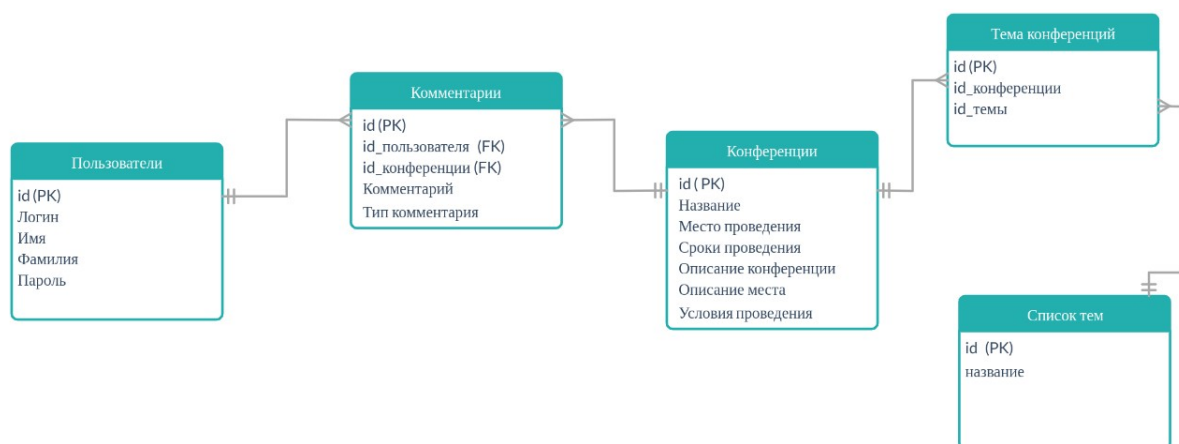 Пользователи
id (PK)
Логин
Имя
Фамилия
Пароль
Комментарии
id (PK)
id_пользователя (FK)
id_конференции (FK)
Комментарий
Тип комментария
Конференции
id ( PK)
Название
Место проведения
Сроки проведения
Описание конференции
Описание места
Условия проведения
Тема конференций
id (PK)
id_конференции
id_темы
Список тем
id (PK)
название